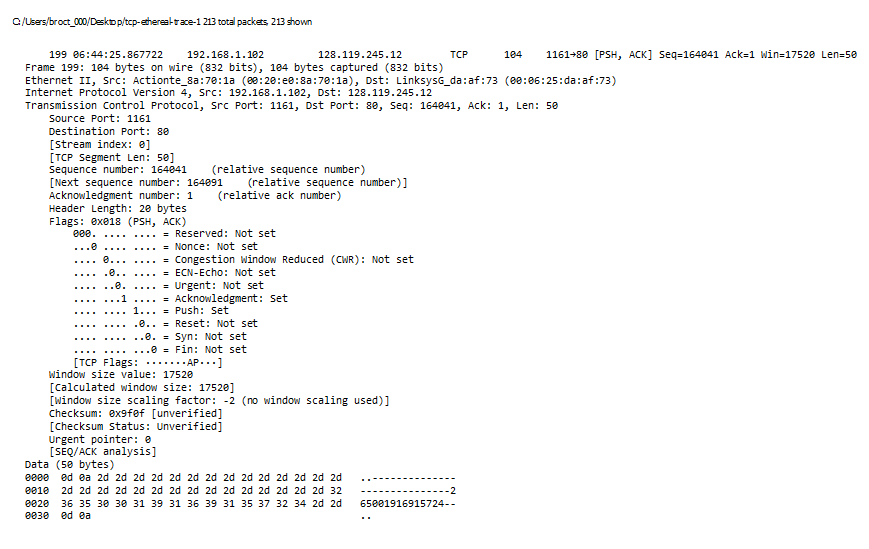 C:/Users/broct_000/Desktop/tcp-ethereal-trace-1 213 total packets, 213 shown
199 06:44:25.867722 192.168.1.102 128.119.245.12 TCP 104 1161→80 [PSH, ACK] Seq=164041 Ack=1 Win=17520 Len=50
Frame 199: 104 bytes on wire (832 bits), 104 bytes captured (832 bits)
Ethernet II, Src: Actionte_8a:70:1a (00:20:e0:8a:70:1a), Dst: LinksysG_da:af:73 (00:06:25:da:af:73)
Internet Protocol Version 4, Src: 192.168.1.102, Dst: 128.119.245.12
Transmission Control Protocol, Src Port: 1161, Dst Port: 80, Seq: 164041, Ack: 1, Len: 50
Source Port: 1161
Destination Port: 80
[Stream index: 0]
[TCP Segment Len: 50]
Sequence number: 164041 (relative sequence number)
[Next sequence number: 164091 (relative sequence number)]
Acknowledgment number: 1 (relative ack number)
Header Length: 20 bytes
Flags: 0x018 (PSH, ACK)
000. .... .... = Reserved: Not set
...0 .... .... = Nonce: Not set
.... 0... .... = Congestion Window Reduced (CWR): Not set
.... .0.. .... = ECN-Echo: Not set
.... ..0. .... = Urgent: Not set
.... ...1 .... = Acknowledgment: Set
.... .... 1... = Push: Set
.... .... .0.. = Reset: Not set
.... .... ..0. = Syn: Not set
.... .... ...0 = Fin: Not set
[TCP Flags: ·······AP···]
Window size value: 17520
[Calculated window size: 17520]
[Window size scaling factor: -2 (no window scaling used)]
Checksum: 0x9f0f [unverified]
[Checksum Status: Unverified]
Urgent pointer: 0
[SEQ/ACK analysis]
Data (50 bytes)
0000 0d 0a 2d 2d 2d 2d 2d 2d 2d 2d 2d 2d 2d 2d 2d 2d ..--------------
0010 2d 2d 2d 2d 2d 2d 2d 2d 2d 2d 2d 2d 2d 2d 2d 32 ---------------2
0020 36 35 30 30 31 39 31 36 39 31 35 37 32 34 2d 2d 65001916915724--
0030 0d 0a ..